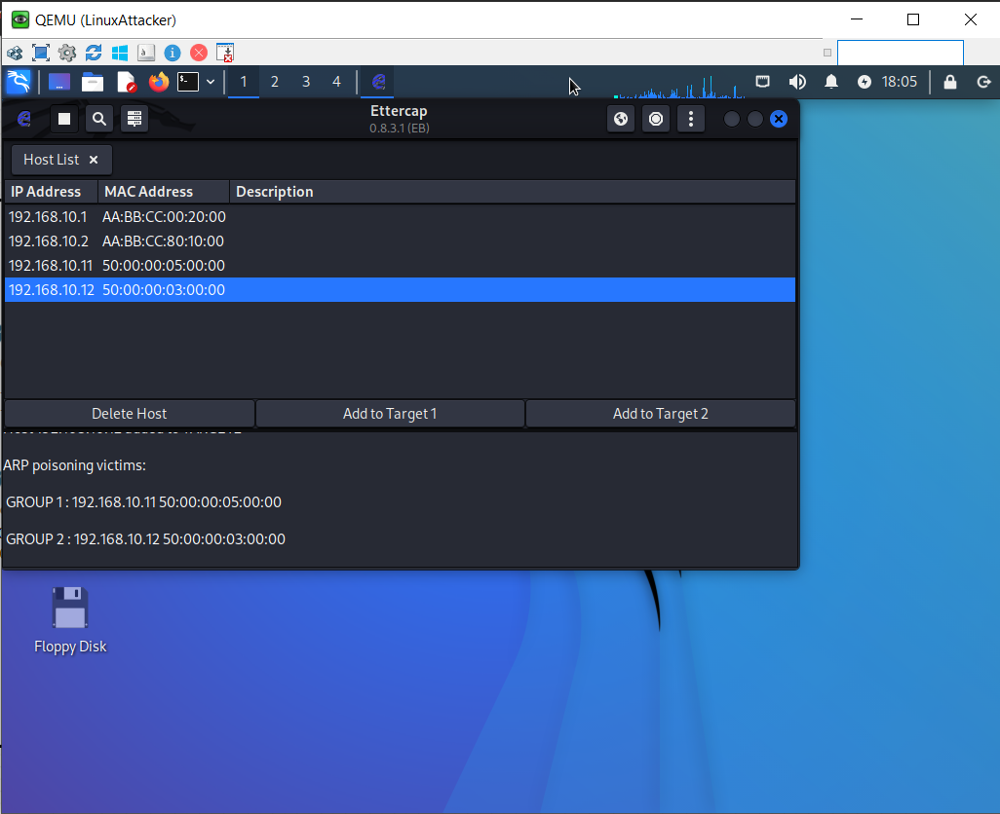 QEMU (LinuxAttacker)
1 2 3 4 18:05
Ettercap
0.8.3.1 (EB)
Host List
IP Address MAC Address Description
192.168.10.1 AA:BB:CC:00:20:00
192.168.10.2 AA:BB:CC:80:10:00
192.168.10.11 50:00:00:05:00:00
192.168.10.12 50:00:00:03:00:00
Delete Host Add to Target 1 Add to Target 2
ARP poisoning victims:
GROUP 1 : 192.168.10.11 50:00:00:05:00:00
GROUP 2 : 192.168.10.12 50:00:00:03:00:00
Floppy Disk